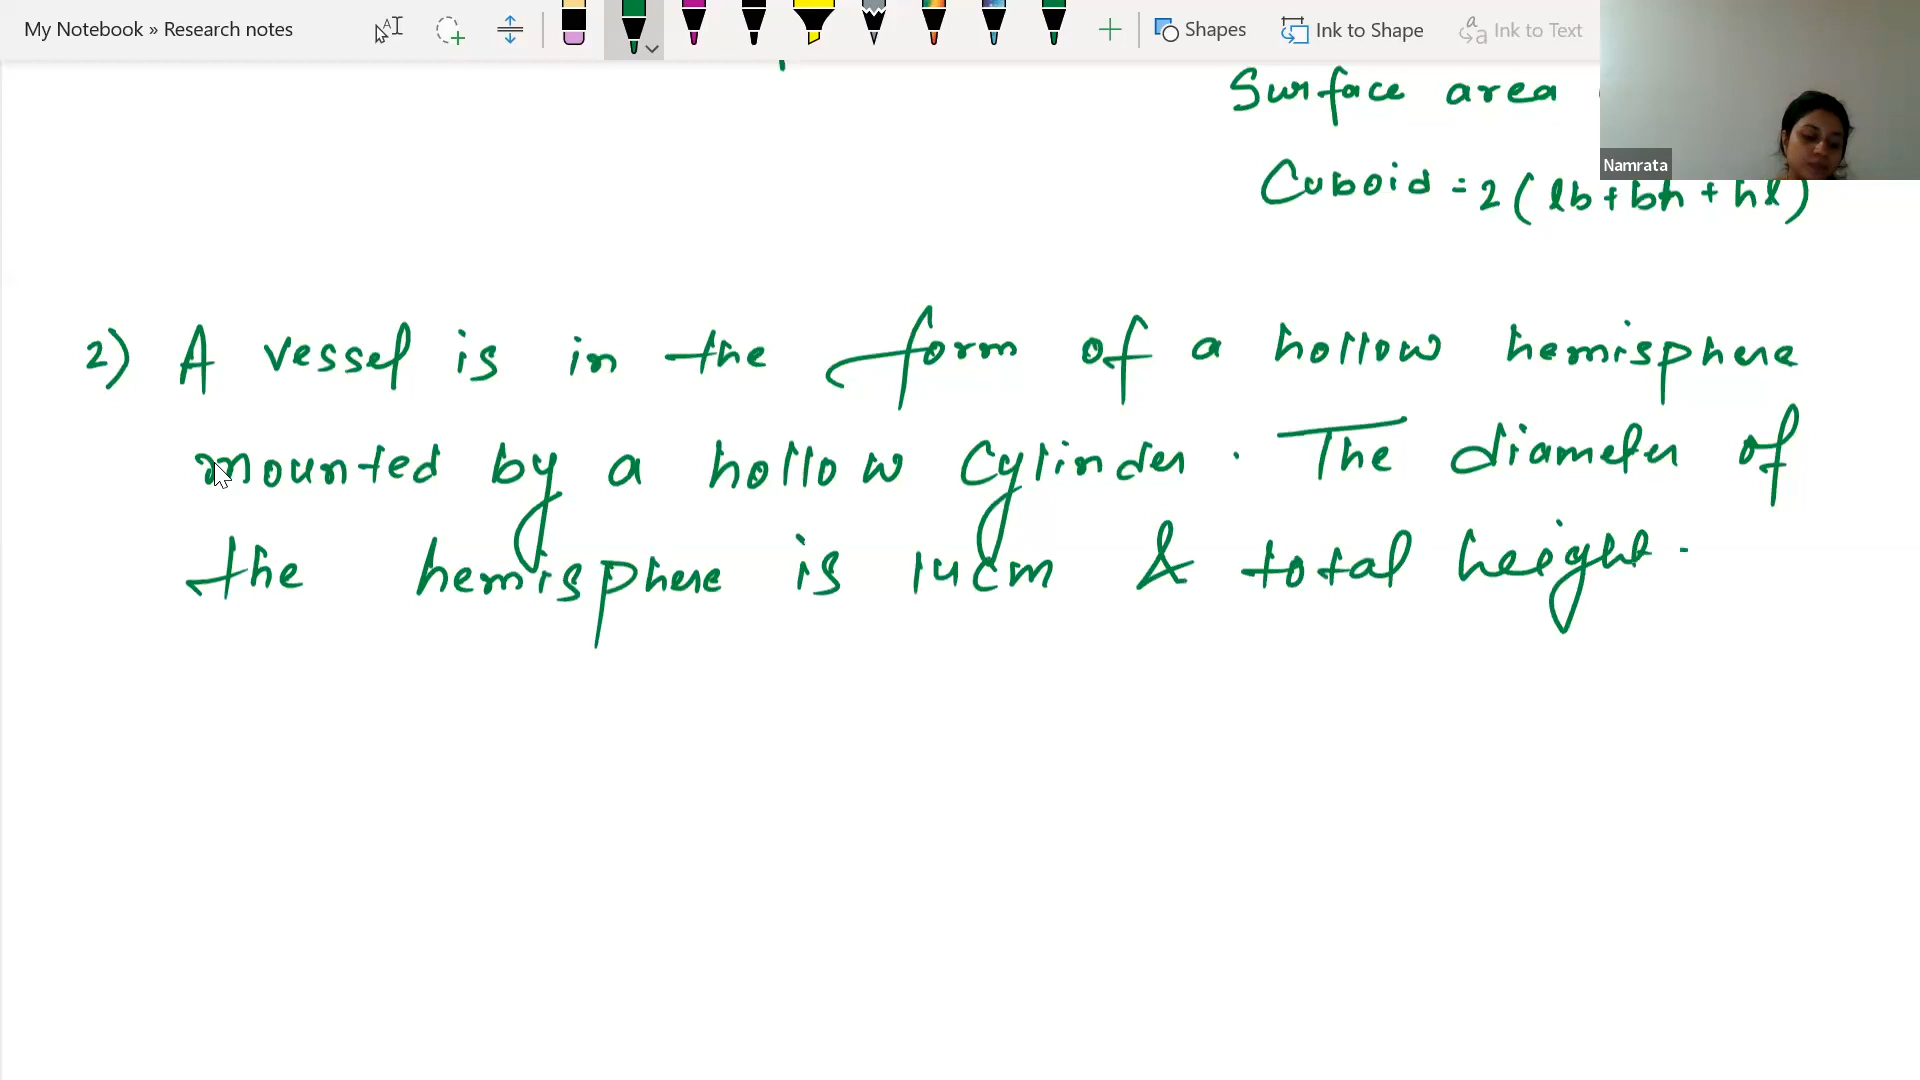 My Notebook » Research notes
Shapes
Ink to Shape
Ink to Text
Namrata
Surface area
Cuboid = 2 ( lb + bh + hl )
2) A vessel is in the form of a hollow hemisphere
mounted by a hollow cylinder . The diameter of
the hemisphere is 14cm & total height .